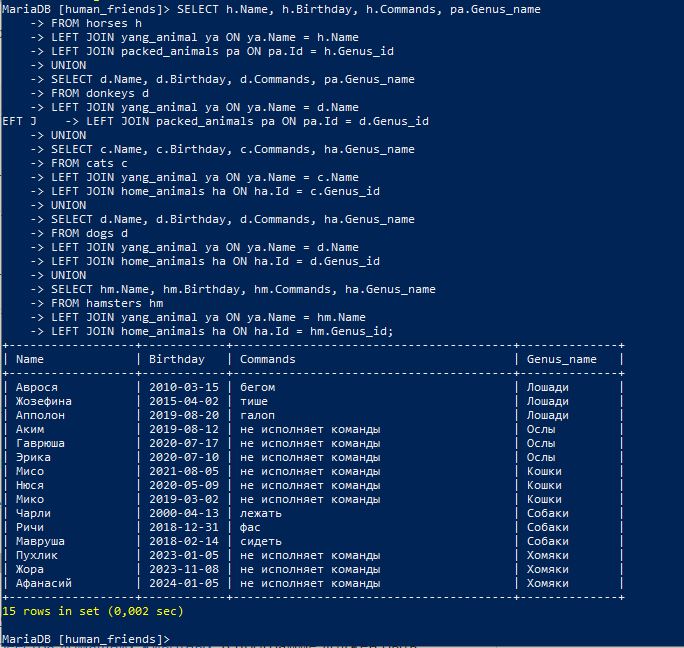 MariaDB [human_friends]> SELECT h.Name, h.Birthday, h.Commands, pa.Genus_name
    -> FROM horses h
    -> LEFT JOIN yang_animal ya ON ya.Name = h.Name
    -> LEFT JOIN packed_animals pa ON pa.Id = h.Genus_id
    -> UNION
    -> SELECT d.Name, d.Birthday, d.Commands, pa.Genus_name
    -> FROM donkeys d
    -> LEFT JOIN yang_animal ya ON ya.Name = d.Name
EFT J    -> LEFT JOIN packed_animals pa ON pa.Id = d.Genus_id
    -> UNION
    -> SELECT c.Name, c.Birthday, c.Commands, ha.Genus_name
    -> FROM cats c
    -> LEFT JOIN yang_animal ya ON ya.Name = c.Name
    -> LEFT JOIN home_animals ha ON ha.Id = c.Genus_id
    -> UNION
    -> SELECT d.Name, d.Birthday, d.Commands, ha.Genus_name
    -> FROM dogs d
    -> LEFT JOIN yang_animal ya ON ya.Name = d.Name
    -> LEFT JOIN home_animals ha ON ha.Id = d.Genus_id
    -> UNION
    -> SELECT hm.Name, hm.Birthday, hm.Commands, ha.Genus_name
    -> FROM hamsters hm
    -> LEFT JOIN yang_animal ya ON ya.Name = hm.Name
    -> LEFT JOIN home_animals ha ON ha.Id = hm.Genus_id;
| Name | Birthday | Commands | Genus_name |
| Аврося | 2010-03-15 | бегом | Лошади |
| Жозефина | 2015-04-02 | тише | Лошади |
| Апполон | 2019-08-20 | галоп | Лошади |
| Аким | 2019-08-12 | не исполняет команды | Ослы |
| Гаврюша | 2020-07-17 | не исполняет команды | Ослы |
| Эрика | 2020-07-10 | не исполняет команды | Ослы |
| Мисо | 2021-08-05 | не исполняет команды | Кошки |
| Нюся | 2020-05-09 | не исполняет команды | Кошки |
| Мико | 2019-03-02 | не исполняет команды | Кошки |
| Чарли | 2000-04-13 | лежать | Собаки |
| Ричи | 2018-12-31 | фас | Собаки |
| Мавруша | 2018-02-14 | сидеть | Собаки |
| Пухлик | 2023-01-05 | не исполняет команды | Хомяки |
| Жора | 2023-11-08 | не исполняет команды | Хомяки |
| Афанасий | 2024-01-05 | не исполняет команды | Хомяки |
15 rows in set (0,002 sec)
MariaDB [human_friends]>